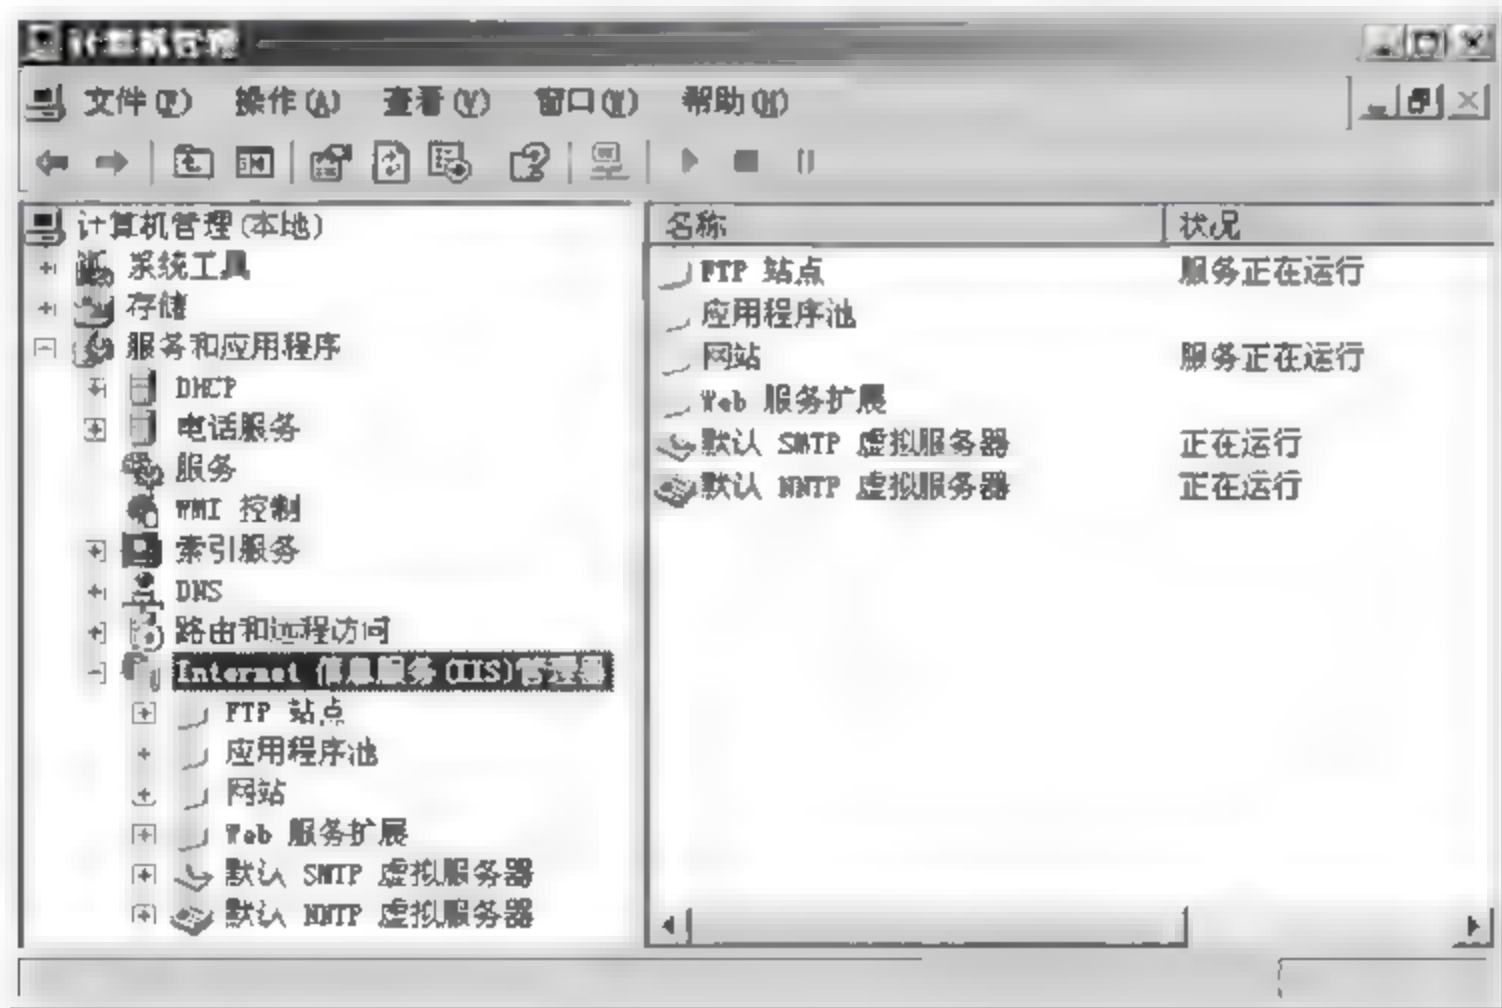 计算机管理
文件(F) 操作(A) 查看(V) 窗口(W) 帮助(H)
计算机管理(本地)
系统工具
存储
服务和应用程序
DHCP
电话服务
服务
WMI 控制
索引服务
DNS
路由和远程访问
Internet 信息服务(IIS)管理器
FTP 站点
应用程序池
网站
Web 服务扩展
默认 SMTP 虚拟服务器
默认 NNTP 虚拟服务器
名称 状况
FTP 站点 服务正在运行
应用程序池
网站 服务正在运行
Web 服务扩展
默认 SMTP 虚拟服务器 正在运行
默认 NNTP 虚拟服务器 正在运行